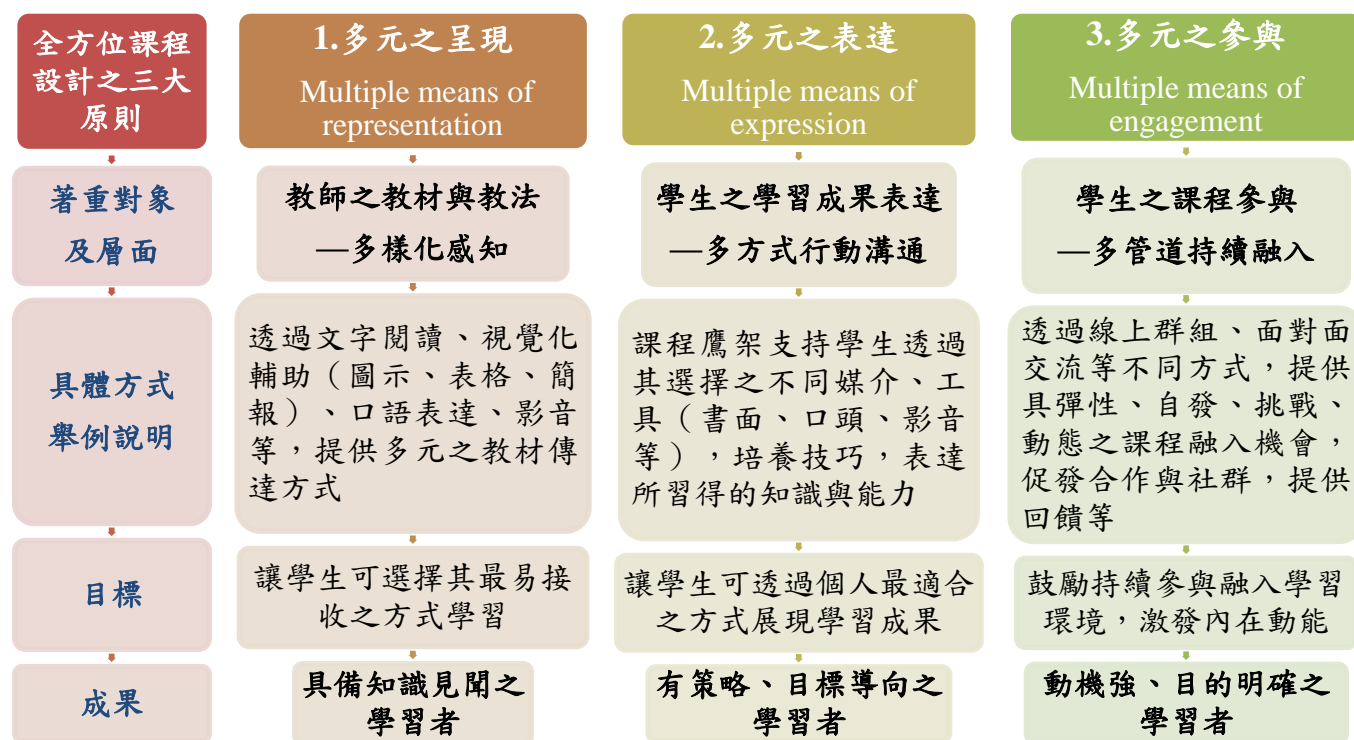 全方位課程
設計之三大
原則
1.多元之呈現
Multiple means of
representation
2.多元之表達
Multiple means of
expression
3.多元之參與
Multiple means of
engagement
著重對象
及層面
教師之教材與教法
—多樣化感知
學生之學習成果表達
—多方式行動溝通
學生之課程參與
—多管道持續融入
具體方式
舉例說明
透過文字閱讀、視覺化
輔助（圖示、表格、簡
報）、口語表達、影音
等，提供多元之教材傳
達方式
課程鷹架支持學生透過
其選擇之不同媒介、工
具（書面、口頭、影音
等），培養技巧，表達
所習得的知識與能力
透過線上群組、面對面
交流等不同方式，提供
具彈性、自發、挑戰、
動態之課程融入機會，
促發合作與社群，提供
回饋等
目標
讓學生可選擇其最易接
收之方式學習
讓學生可透過個人最適合
之方式展現學習成果
鼓勵持續參與融入學習
環境，激發內在動能
成果
具備知識見聞之
學習者
有策略、目標導向之
學習者
動機強、目的明確之
學習者